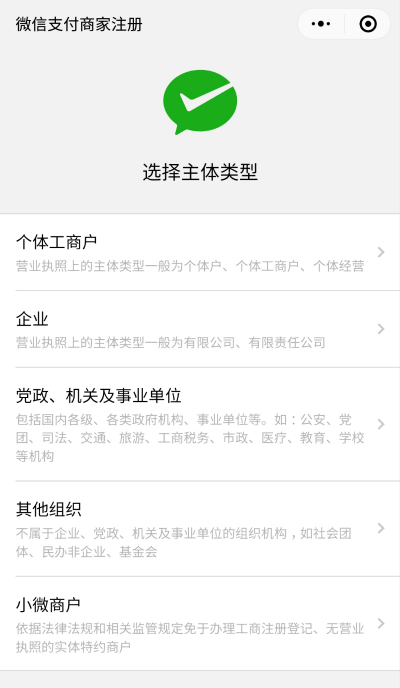 微信支付商家注册
选择主体类型
个体工商户
营业执照上的主体类型一般为个体户、个体工商户、个体经营
企业
营业执照上的主体类型一般为有限公司、有限责任公司
党政、机关及事业单位
包括国内各级、各类政府机构、事业单位等。如：公安、党
团、司法、交通、旅游、工商税务、市政、医疗、教育、学校
等机构
其他组织
不属于企业、党政、机关及事业单位的组织机构，如社会团
体、民办非企业、基金会
小微商户
依据法律法规和相关监管规定免于办理工商注册登记、无营业
执照的实体特约商户